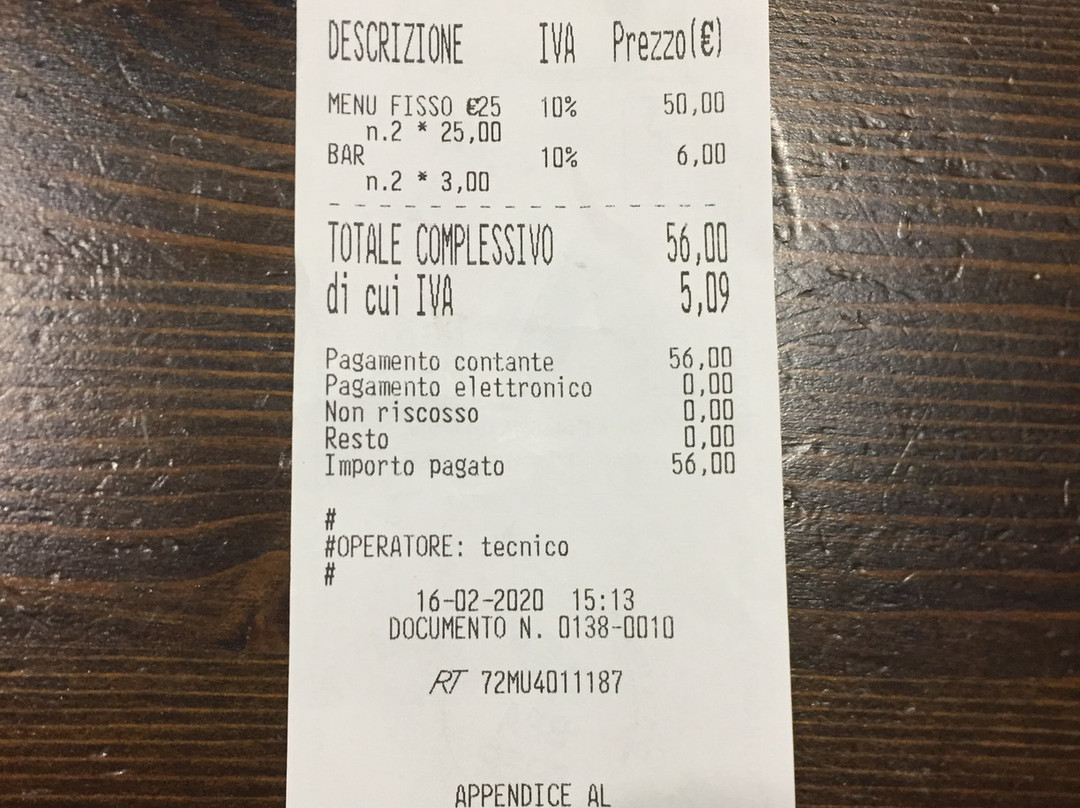 DESCRIZIONE IVA Prezzo(€)
MENU FISSO €25 10% 50,00
n.2 * 25,00
BAR 10% 6,00
n.2 * 3,00
TOTALE COMPLESSIVO 56,00
di cui IVA 5,09
Pagamento contante 56,00
Pagamento elettronico 0,00
Non riscosso 0,00
Resto 0,00
Importo pagato 56,00
#
#OPERATORE: tecnico
#
16-02-2020 15:13
DOCUMENTO N. 0138-0010
RT 72MU4011187
APPENDICE AL